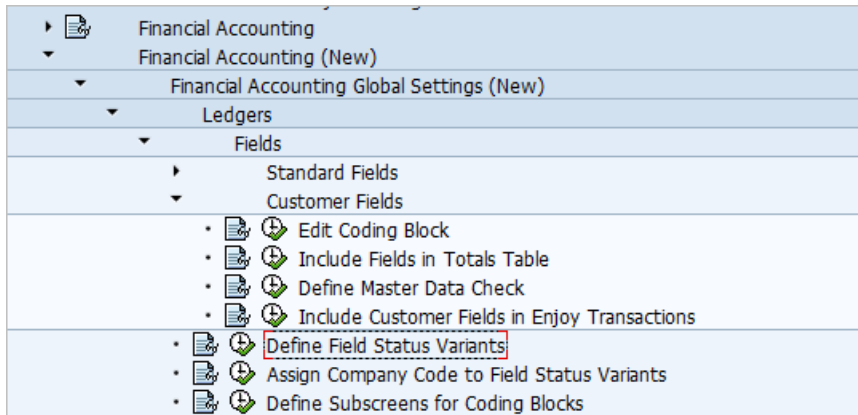 Financial Accounting
Financial Accounting (New)
Financial Accounting Global Settings (New)
Ledgers
Fields
Standard Fields
Customer Fields
Edit Coding Block
Include Fields in Totals Table
Define Master Data Check
Include Customer Fields in Enjoy Transactions
Define Field Status Variants
Assign Company Code to Field Status Variants
Define Subscreens for Coding Blocks